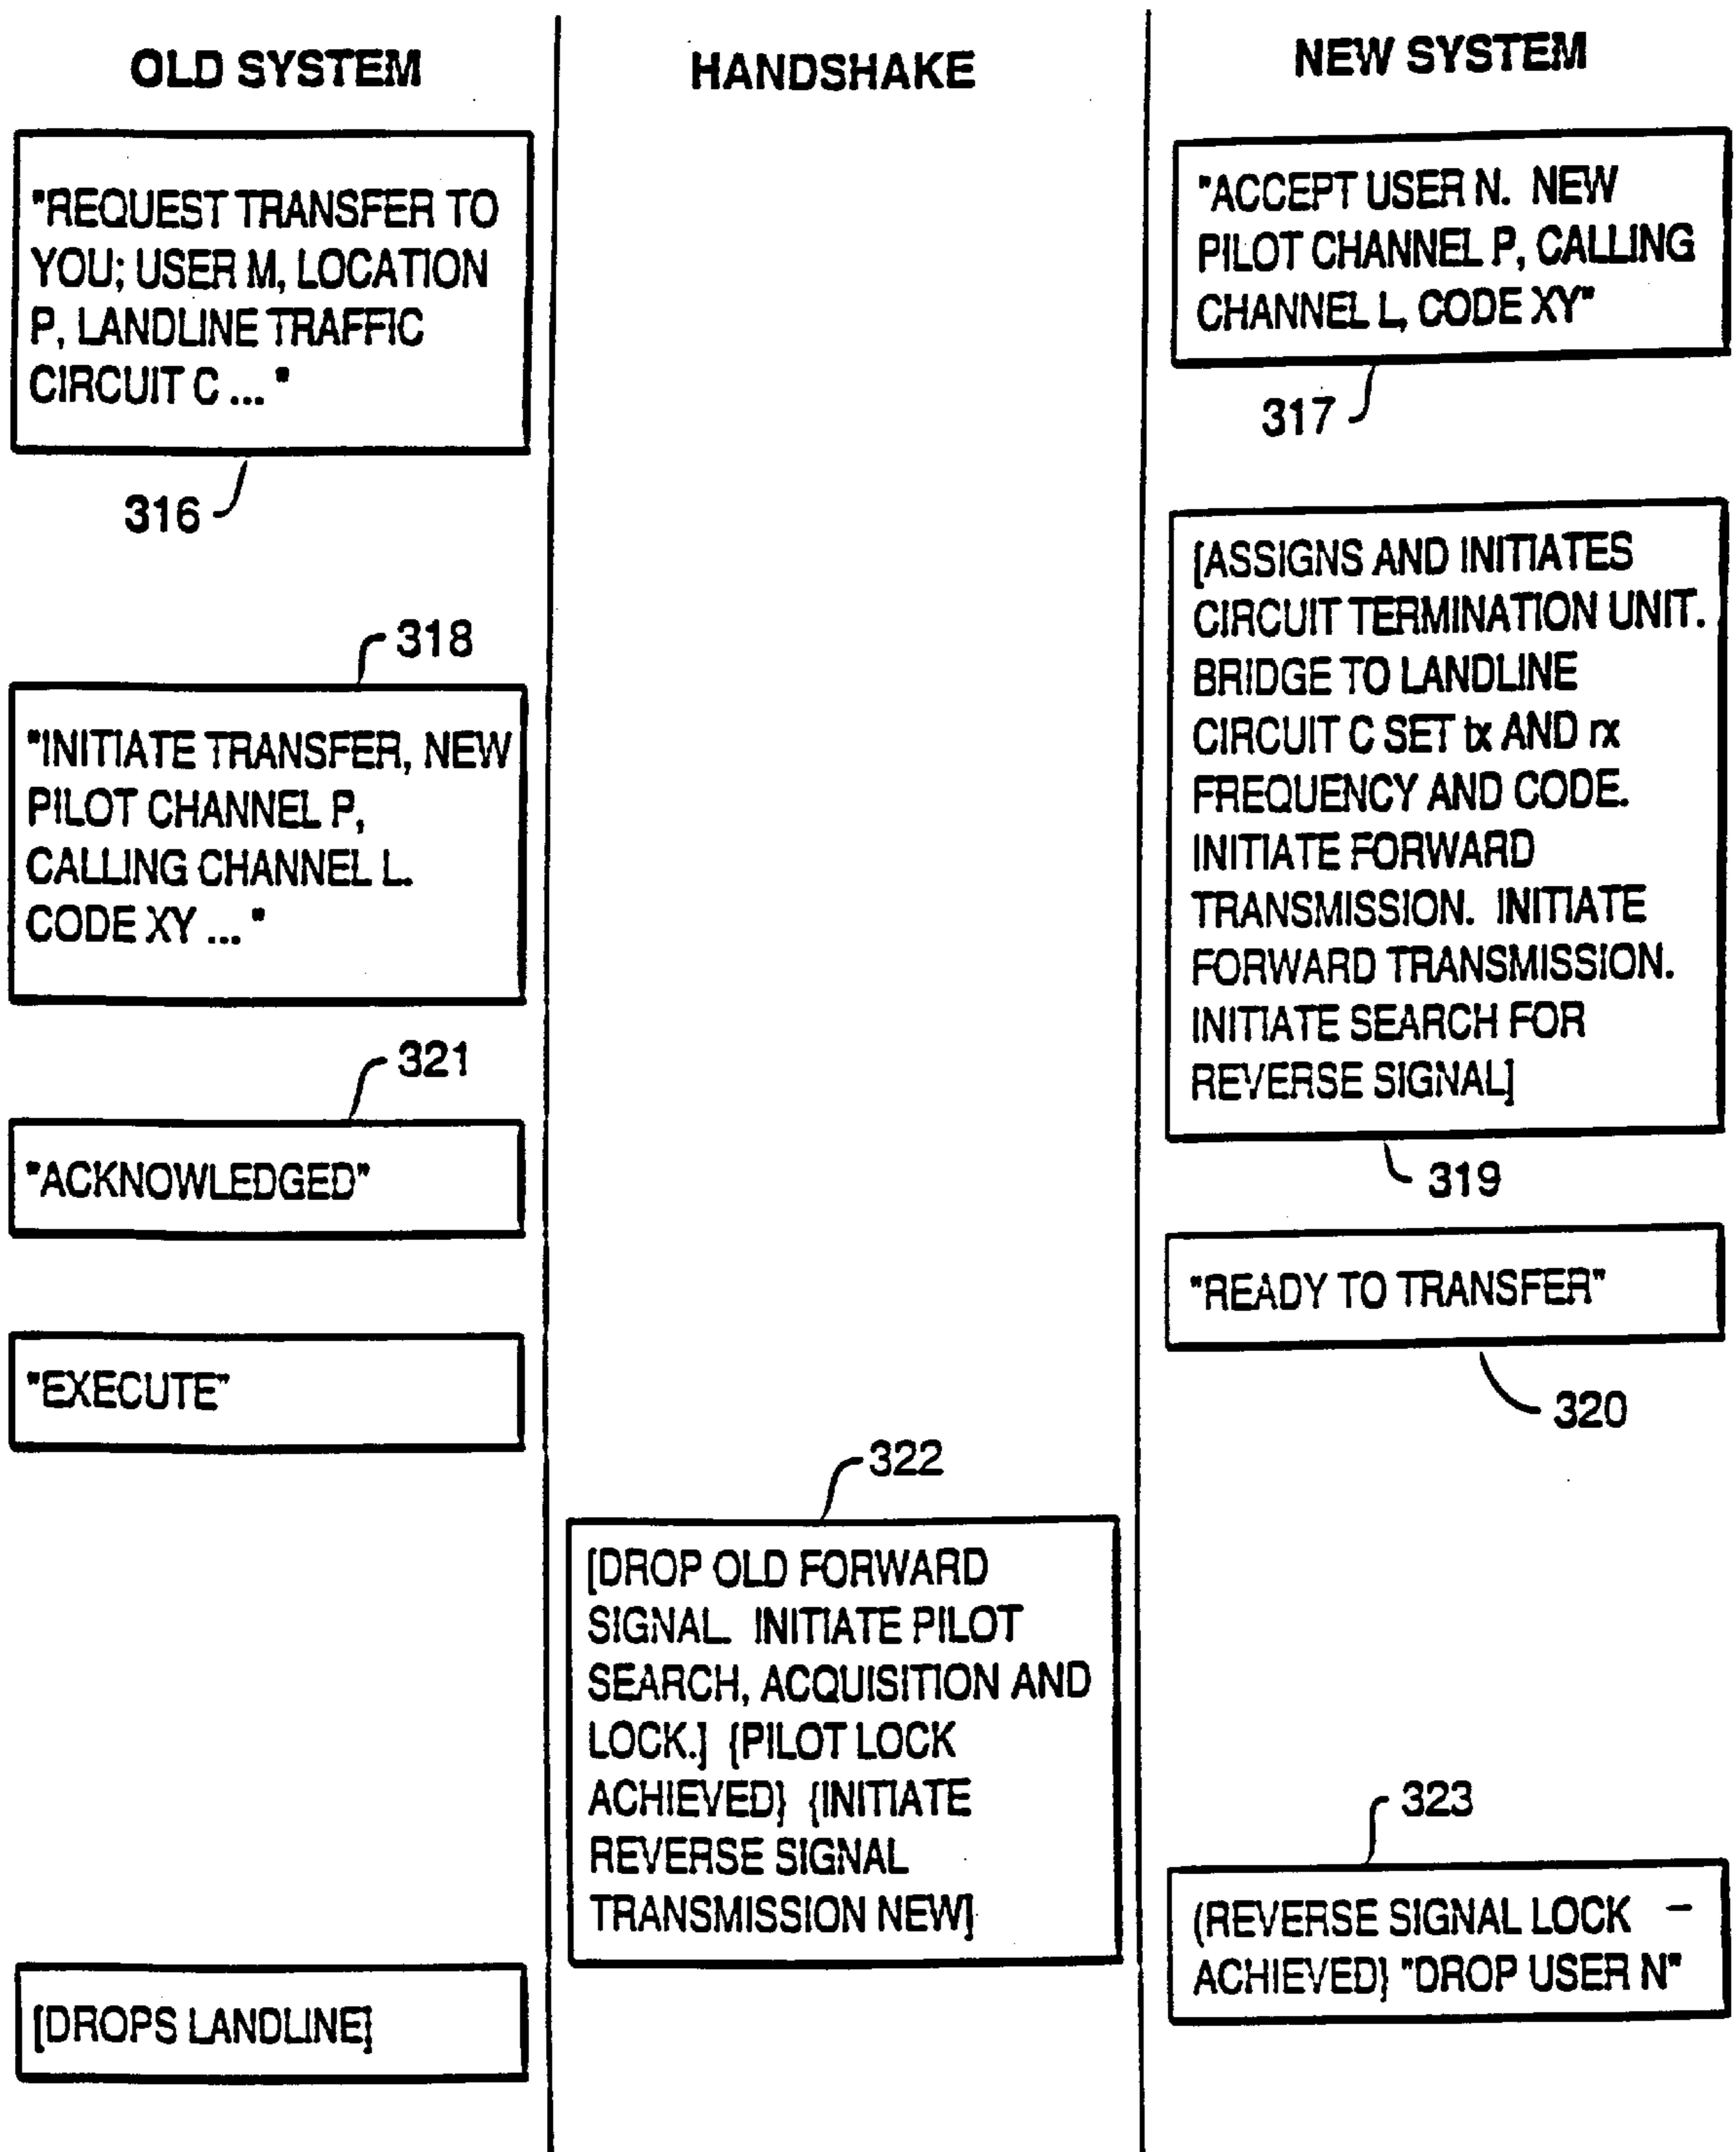 OLD SYSTEM
HANDSHAKE
NEW SYSTEM
"REQUEST TRANSFER TO
YOU; USER M, LOCATION
P, LANDLINE TRAFFIC
CIRCUIT C ... "
316
"ACCEPT USER N. NEW
PILOT CHANNEL P, CALLING
CHANNEL L, CODE XY"
317
318
"INITIATE TRANSFER, NEW
PILOT CHANNEL P,
CALLING CHANNEL L.
CODE XY ... "
[ASSIGNS AND INITIATES
CIRCUIT TERMINATION UNIT.
BRIDGE TO LANDLINE
CIRCUIT C SET tx AND rx
FREQUENCY AND CODE.
INITIATE FORWARD
TRANSMISSION. INITIATE
FORWARD TRANSMISSION.
INITIATE SEARCH FOR
REVERSE SIGNAL]
319
321
"ACKNOWLEDGED"
"READY TO TRANSFER"
320
"EXECUTE"
322
[DROP OLD FORWARD
SIGNAL. INITIATE PILOT
SEARCH, ACQUISITION AND
LOCK.] {PILOT LOCK
ACHIEVED} {INITIATE
REVERSE SIGNAL
TRANSMISSION NEW]
323
(REVERSE SIGNAL LOCK –
ACHIEVED} "DROP USER N"
[DROPS LANDLINE]